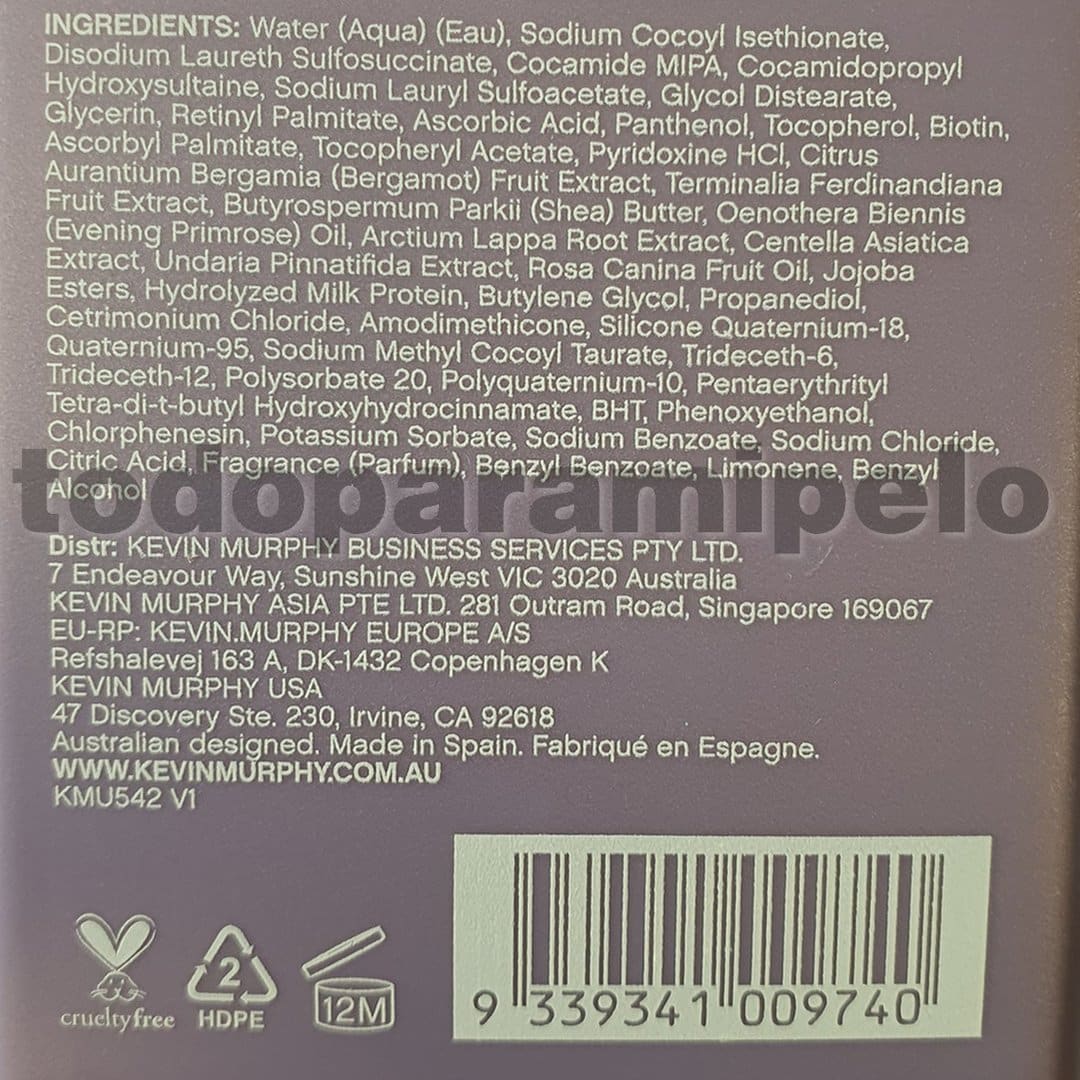 INGREDIENTS: Water (Aqua) (Eau), Sodium Cocoyl Isethionate,
Disodium Laureth Sulfosuccinate, Cocamide MIPA, Cocamidopropyl
Hydroxysultaine, Sodium Lauryl Sulfoacetate, Glycol Distearate,
Glycerin, Retinyl Palmitate, Ascorbic Acid, Panthenol, Tocopherol, Biotin,
Ascorbyl Palmitate, Tocopheryl Acetate, Pyridoxine HCl, Citrus
Aurantium Bergamia (Bergamot) Fruit Extract, Terminalia Ferdinandiana
Fruit Extract, Butyrospermum Parkii (Shea) Butter, Oenothera Biennis
(Evening Primrose) Oil, Arctium Lappa Root Extract, Centella Asiatica
Extract, Undaria Pinnatifida Extract, Rosa Canina Fruit Oil, Jojoba
Esters, Hydrolyzed Milk Protein, Butylene Glycol, Propanediol,
Cetrimonium Chloride, Amodimethicone, Silicone Quaternium-18,
Quaternium-95, Sodium Methyl Cocoyl Taurate, Trideceth-6,
Trideceth-12, Polysorbate 20, Polyquaternium-10, Pentaerythrityl
Tetra-di-t-butyl Hydroxyhydrocinnamate, BHT, Phenoxyethanol,
Chlorphenesin, Potassium Sorbate, Sodium Benzoate, Sodium Chloride,
Citric Acid, Fragrance (Parfum), Benzyl Benzoate, Limonene, Benzyl
Alcohol
todoparamipelo
Distr: KEVIN MURPHY BUSINESS SERVICES PTY LTD.
7 Endeavour Way, Sunshine West VIC 3020 Australia
KEVIN MURPHY ASIA PTE LTD. 281 Outram Road, Singapore 169067
EU-RP: KEVIN.MURPHY EUROPE A/S
Refshalevej 163 A, DK-1432 Copenhagen K
KEVIN MURPHY USA
47 Discovery Ste. 230, Irvine, CA 92618
Australian designed. Made in Spain. Fabriqué en Espagne.
WWW.KEVINMURPHY.COM.AU
KMU542 V1
cruelty free
2
HDPE
12M
9 339341 009740